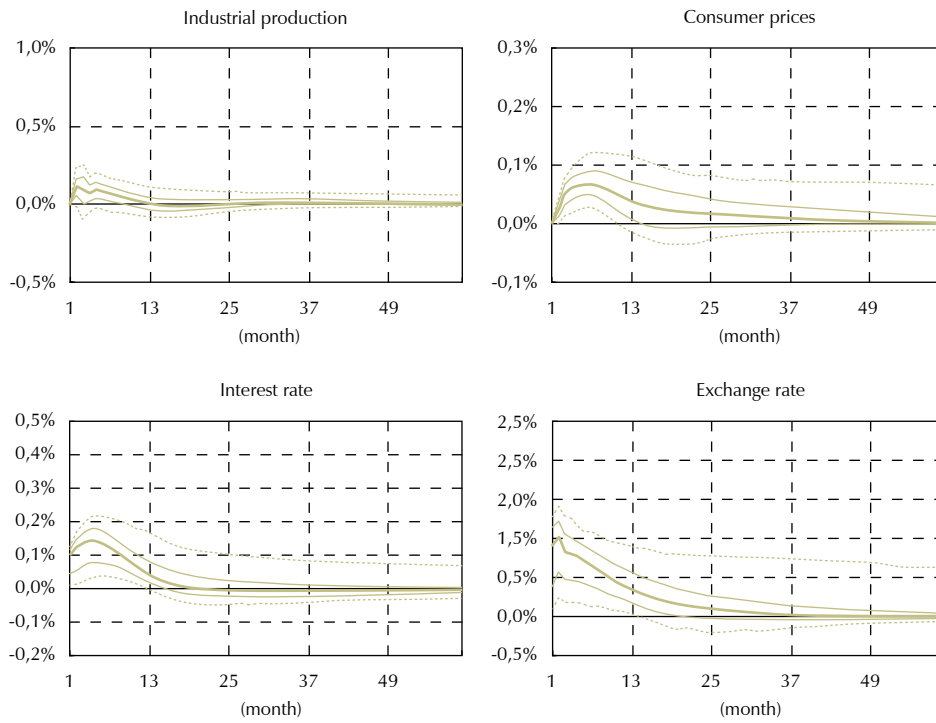 Industrial production
1,0%
0,5%
0,0%
-0,5%
1 13 25 37 49
(month)
Consumer prices
0,3%
0,2%
0,1%
0,0%
-0,1%
1 13 25 37 49
(month)
Interest rate
0,5%
0,4%
0,3%
0,2%
0,1%
0,0%
-0,1%
-0,2%
1 13 25 37 49
(month)
Exchange rate
2,5%
2,5%
2,0%
1,5%
0,5%
0,0%
-0,5%
1 13 25 37 49
(month)